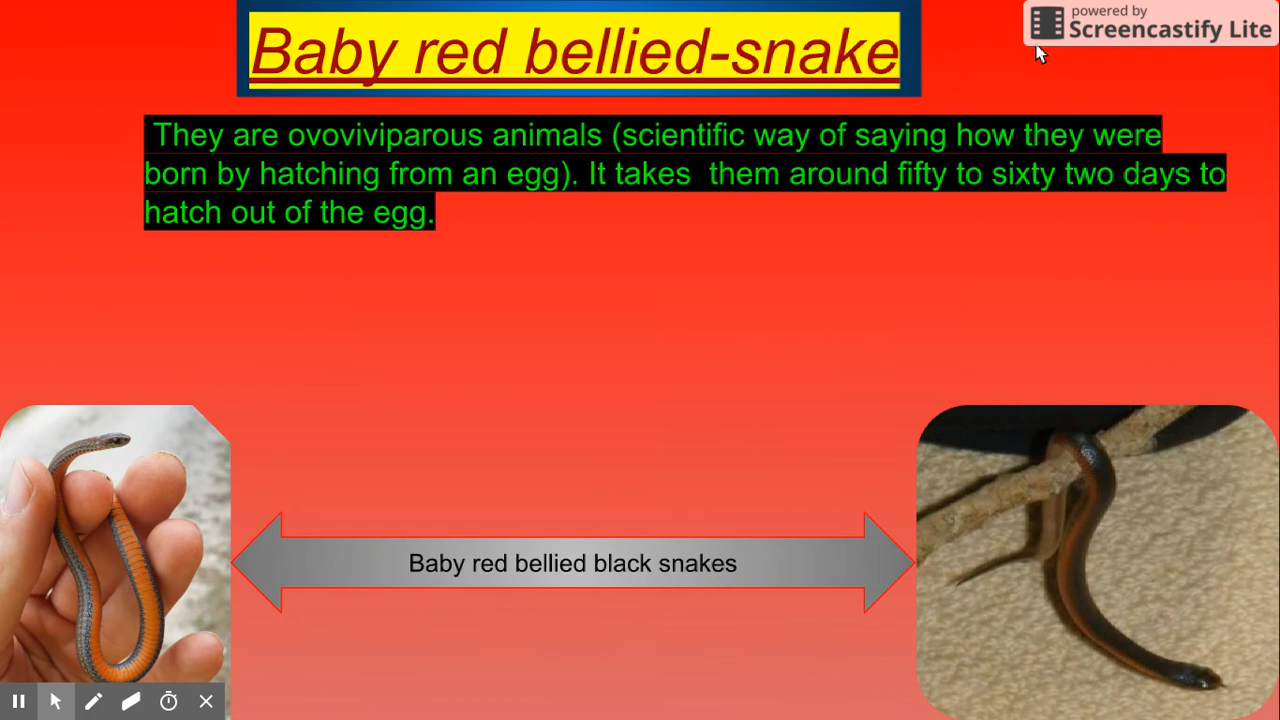 powered by
Screencastify Lite
Baby red bellied-snake
They are ovoviviparous animals (scientific way of saying how they were
born by hatching from an egg). It takes  them around fifty to sixty two days to
hatch out of the egg.
Baby red bellied black snakes